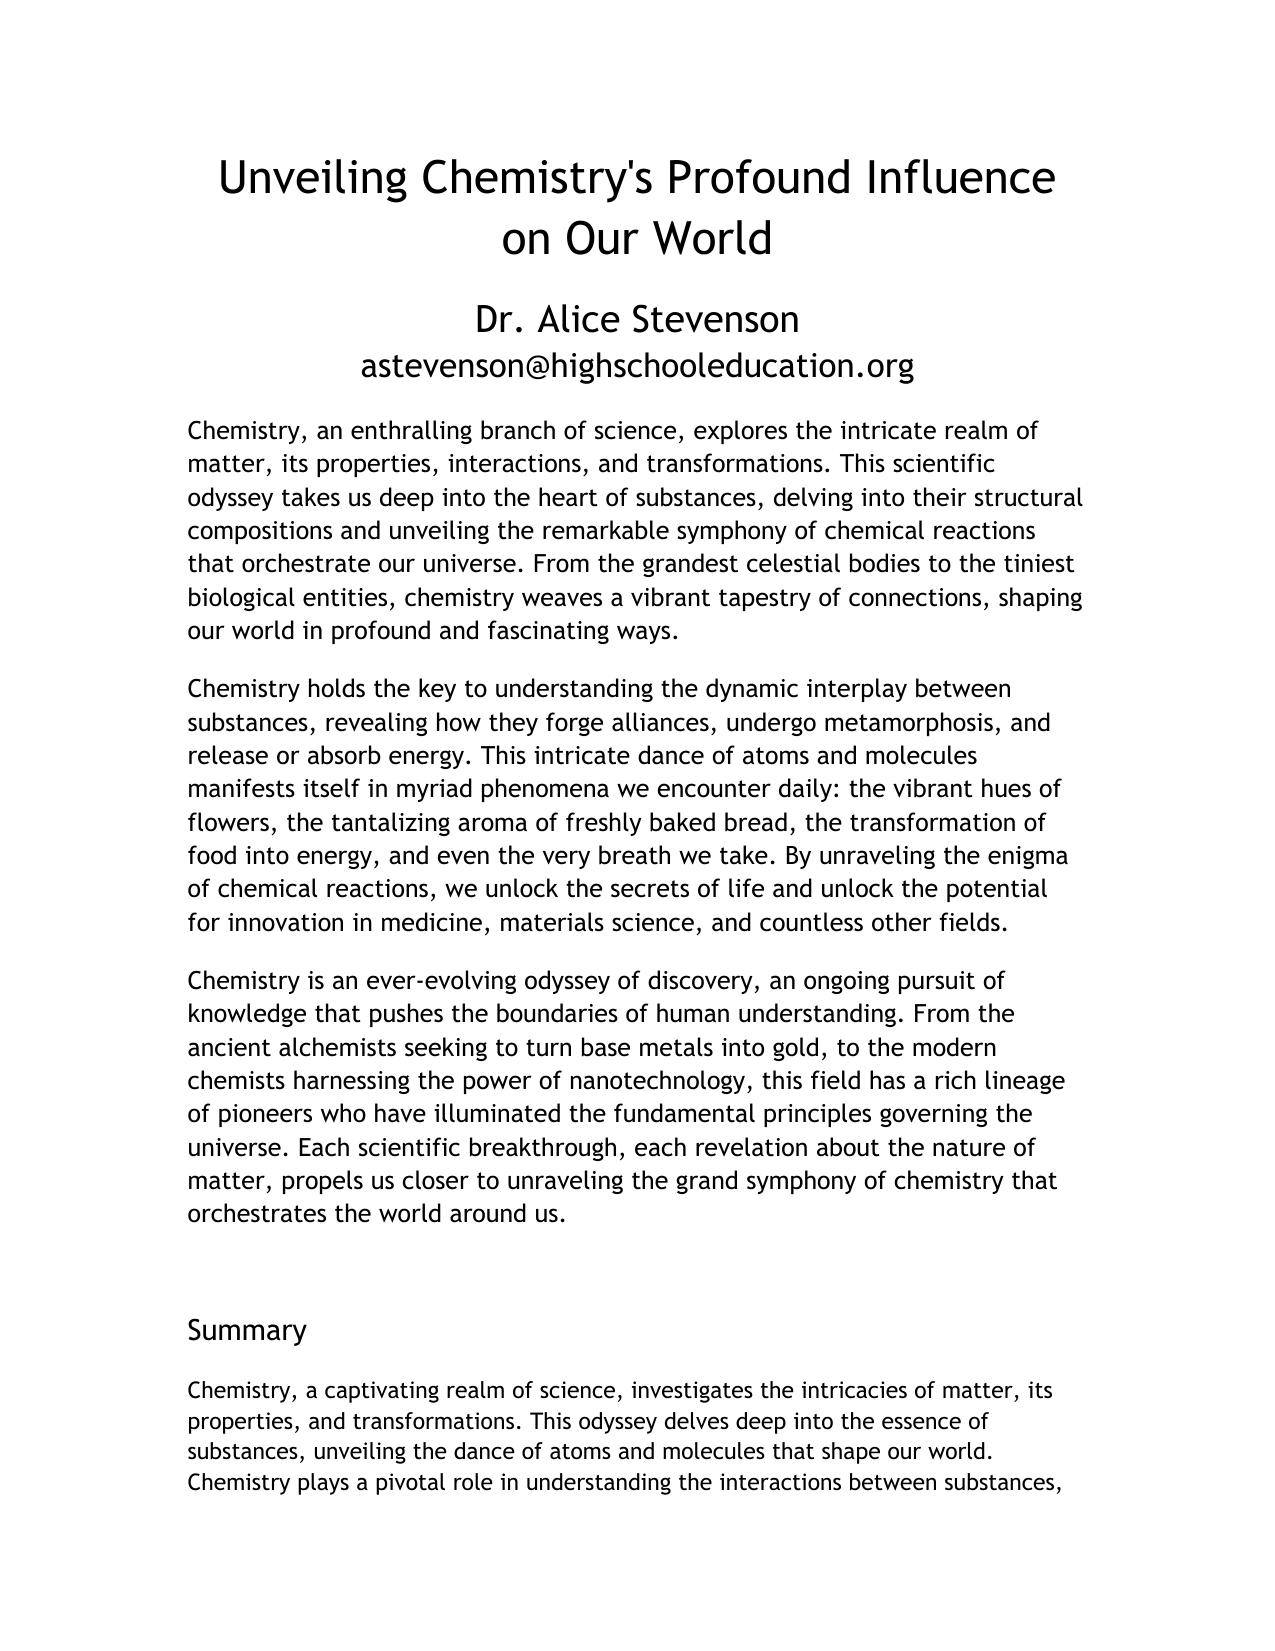 Unveiling Chemistry's Profound Influence
on Our World
Dr. Alice Stevenson
astevenson@highschooleducation.org
Chemistry, an enthralling branch of science, explores the intricate realm of
matter, its properties, interactions, and transformations. This scientific
odyssey takes us deep into the heart of substances, delving into their structural
compositions and unveiling the remarkable symphony of chemical reactions
that orchestrate our universe. From the grandest celestial bodies to the tiniest
biological entities, chemistry weaves a vibrant tapestry of connections, shaping
our world in profound and fascinating ways.
Chemistry holds the key to understanding the dynamic interplay between
substances, revealing how they forge alliances, undergo metamorphosis, and
release or absorb energy. This intricate dance of atoms and molecules
manifests itself in myriad phenomena we encounter daily: the vibrant hues of
flowers, the tantalizing aroma of freshly baked bread, the transformation of
food into energy, and even the very breath we take. By unraveling the enigma
of chemical reactions, we unlock the secrets of life and unlock the potential
for innovation in medicine, materials science, and countless other fields.
Chemistry is an ever-evolving odyssey of discovery, an ongoing pursuit of
knowledge that pushes the boundaries of human understanding. From the
ancient alchemists seeking to turn base metals into gold, to the modern
chemists harnessing the power of nanotechnology, this field has a rich lineage
of pioneers who have illuminated the fundamental principles governing the
universe. Each scientific breakthrough, each revelation about the nature of
matter, propels us closer to unraveling the grand symphony of chemistry that
orchestrates the world around us.
Summary
Chemistry, a captivating realm of science, investigates the intricacies of matter, its
properties, and transformations. This odyssey delves deep into the essence of
substances, unveiling the dance of atoms and molecules that shape our world.
Chemistry plays a pivotal role in understanding the interactions between substances,